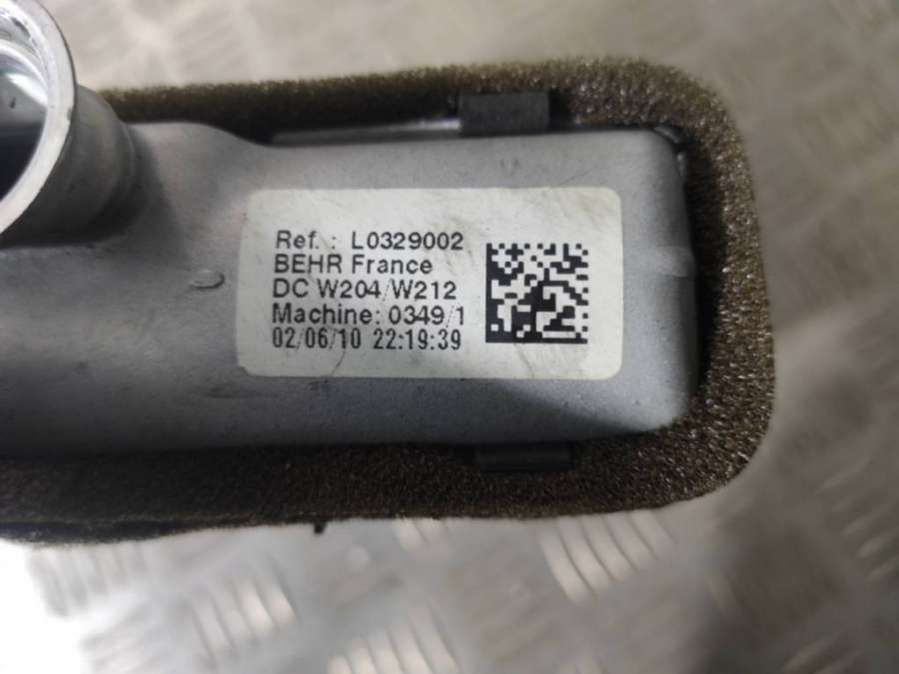 Ref. : L0329002
BEHR France
DC W204/W212
Machine: 0349/1
02/06/10 22:19:39